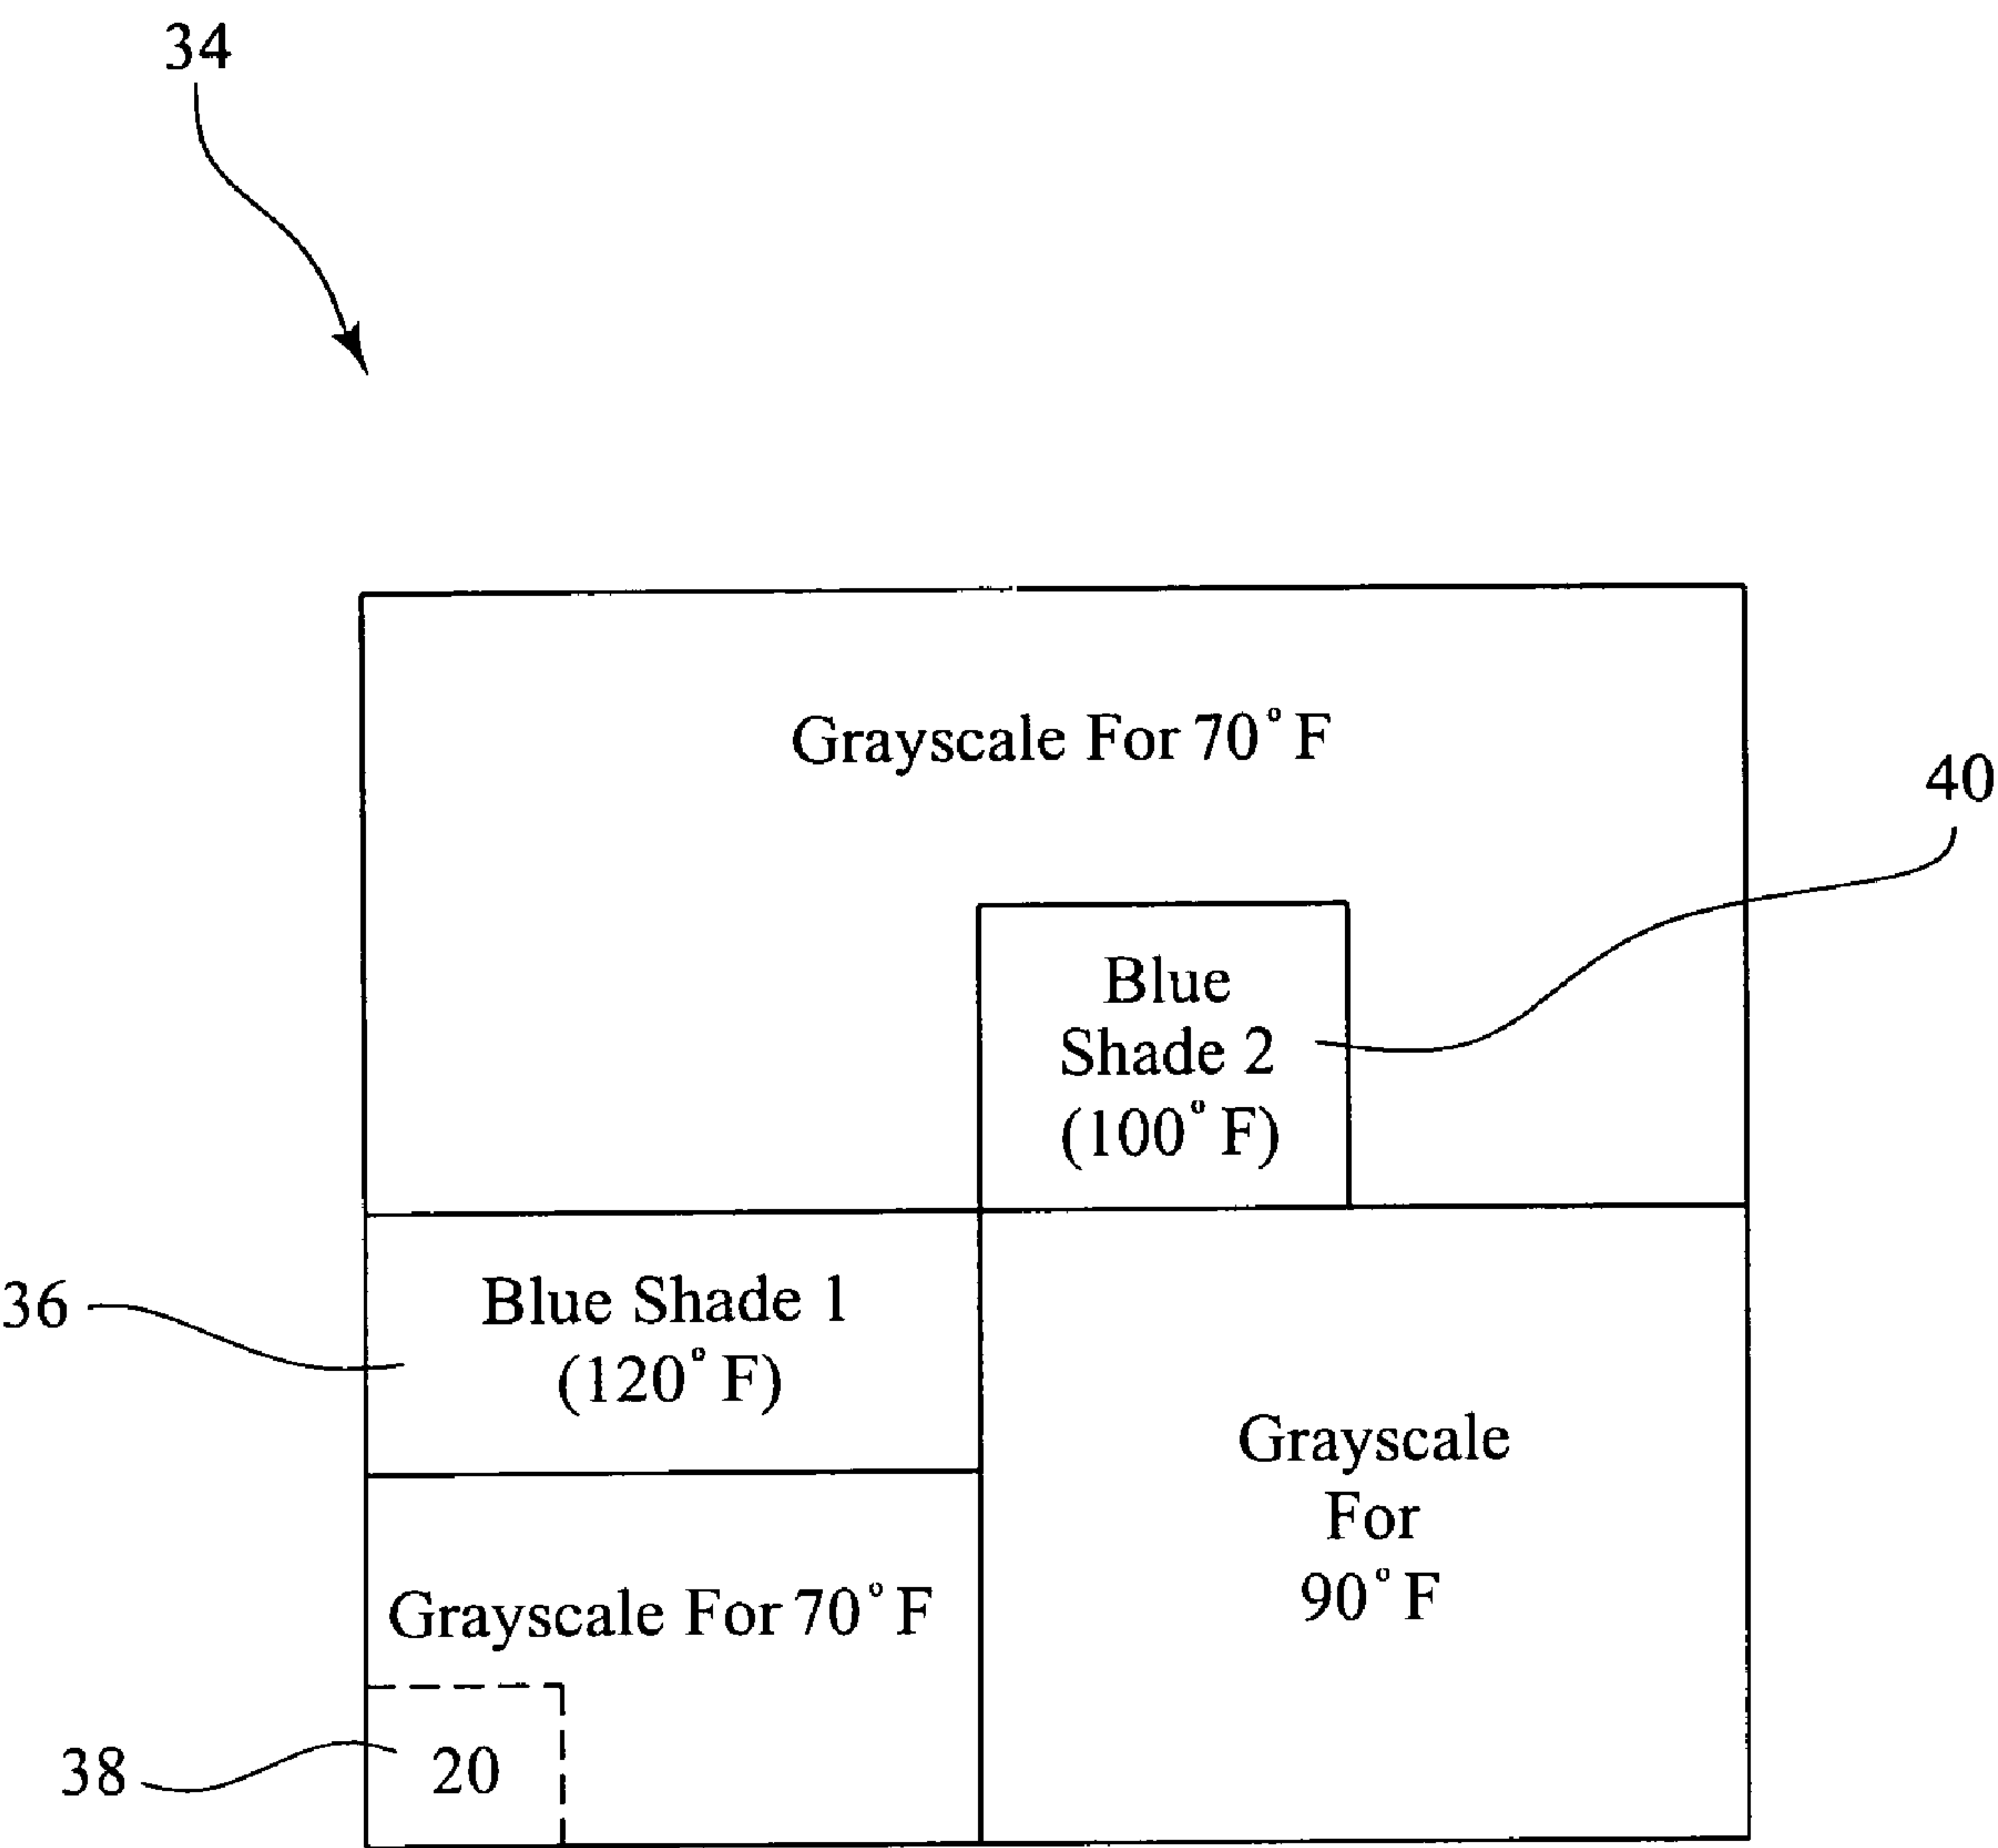 34
Grayscale For 70° F
40
Blue
Shade 2
(100° F)
36
Blue Shade 1
(120° F)
Grayscale
For
90° F
Grayscale For 70° F
38
20